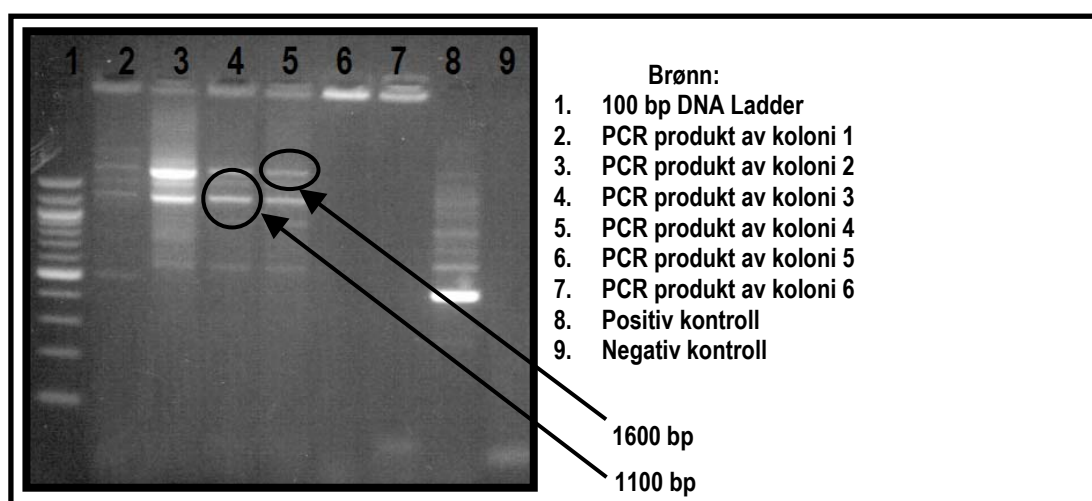 1 2 3 4 5 6 7 8 9
Brønn:
1. 100 bp DNA Ladder
2. PCR produkt av koloni 1
3. PCR produkt av koloni 2
4. PCR produkt av koloni 3
5. PCR produkt av koloni 4
6. PCR produkt av koloni 5
7. PCR produkt av koloni 6
8. Positiv kontroll
9. Negativ kontroll
1600 bp
1100 bp